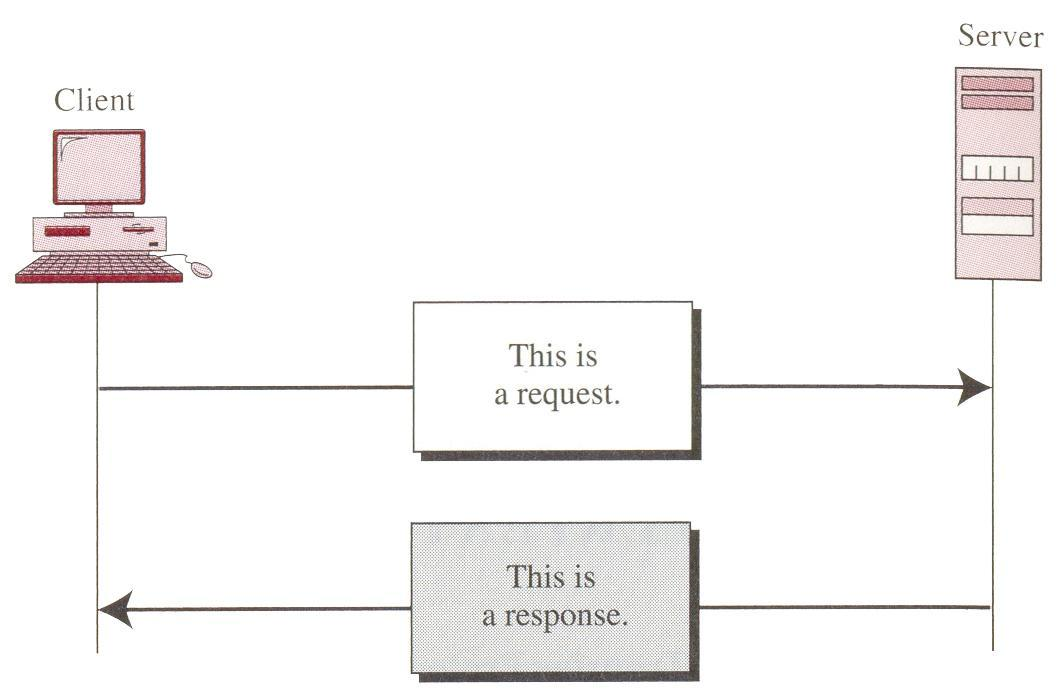 Server
Client
This is
a request.
This is
a response.